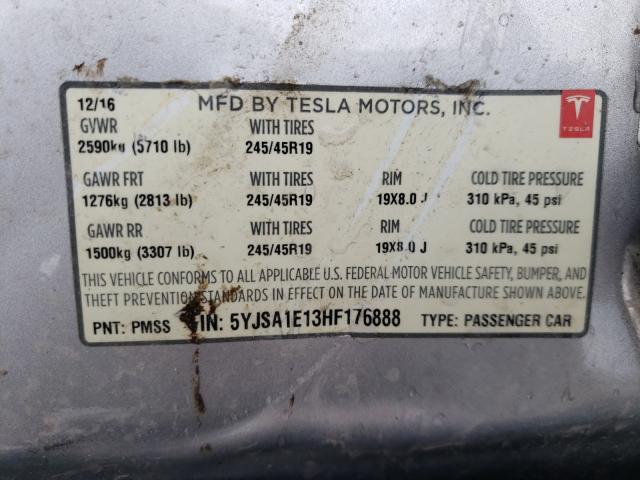 12/16 MFD BY TESLA MOTORS, INC.
GVWR WITH TIRES
2590kg (5710 lb) 245/45R19
TESLA
GAWR FRT WITH TIRES RIM COLD TIRE PRESSURE
1276kg (2813 lb) 245/45R19 19X8.0 J 310 kPa, 45 psi
GAWR RR WITH TIRES RIM COLD TIRE PRESSURE
1500kg (3307 lb) 245/45R19 19X8.0 J 310 kPa, 45 psi
THIS VEHICLE CONFORMS TO ALL APPLICABLE U.S. FEDERAL MOTOR VEHICLE SAFETY, BUMPER, AND
THEFT PREVENTION STANDARDS IN EFFECT ON THE DATE OF MANUFACTURE SHOWN ABOVE.
PNT: PMSS VIN: 5YJSA1E13HF176888 TYPE: PASSENGER CAR